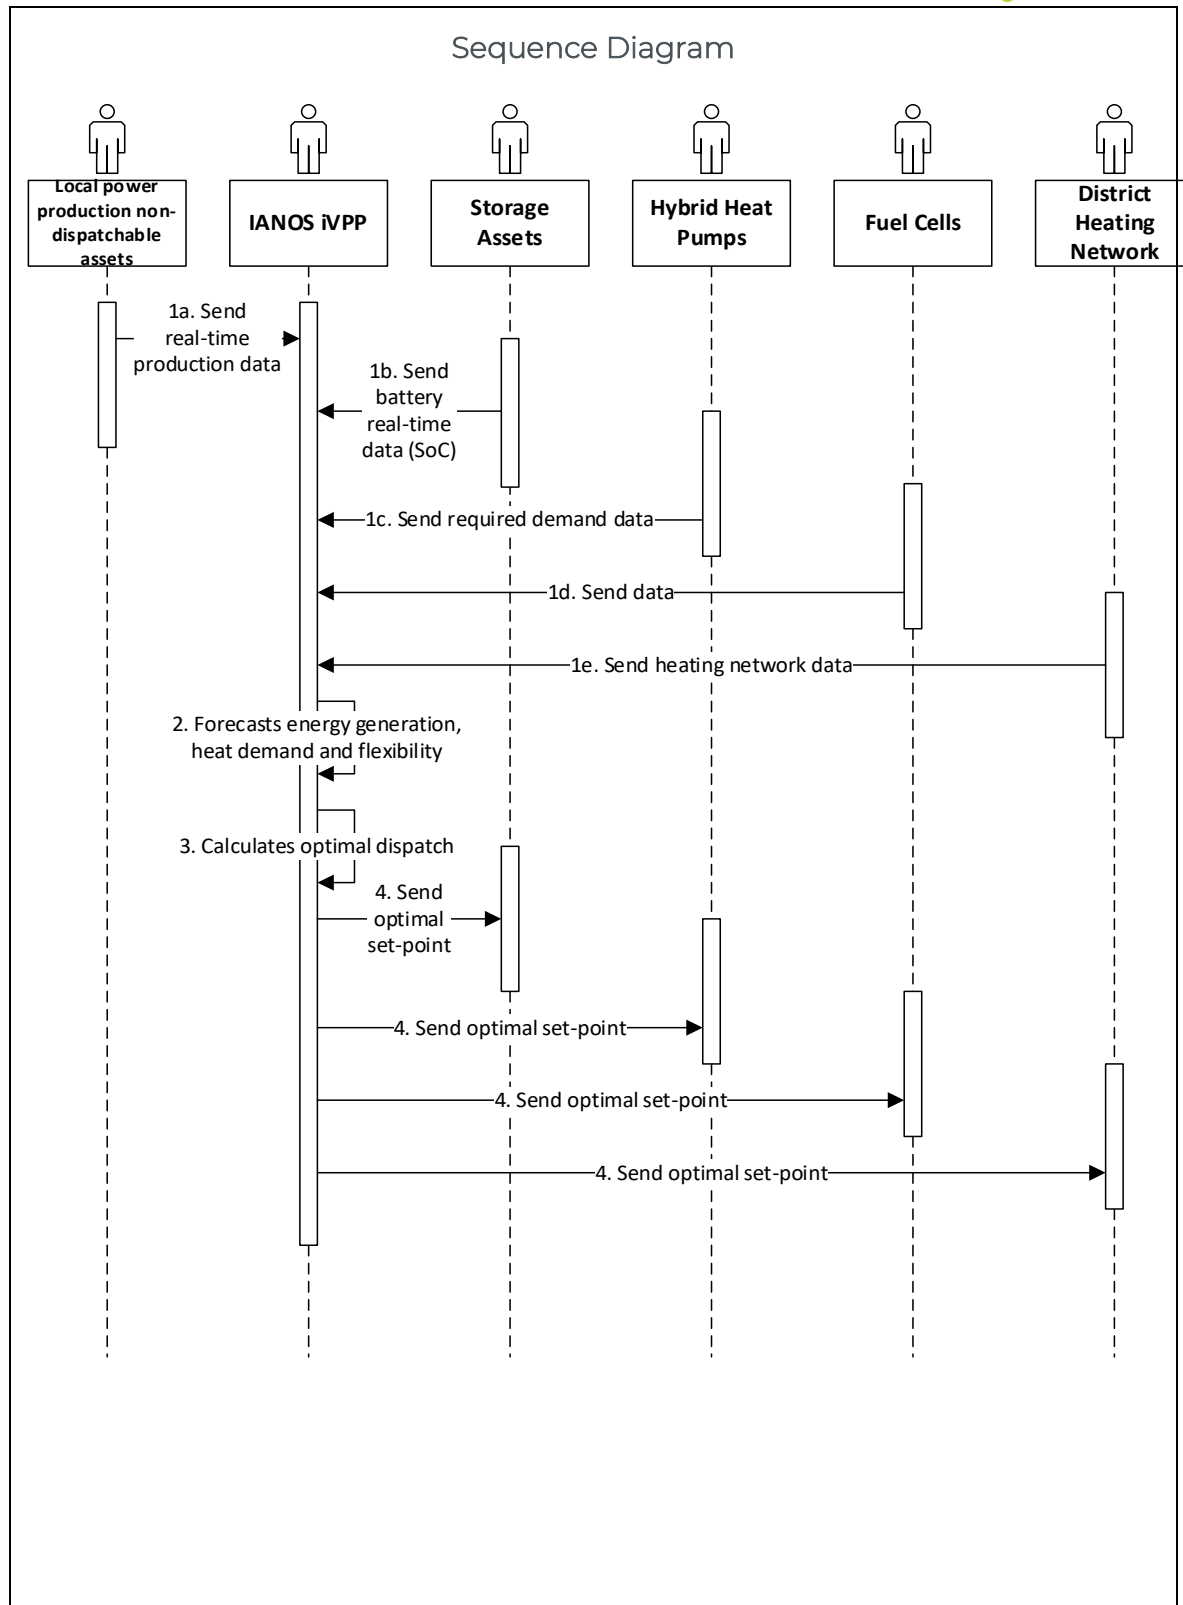 Sequence Diagram
Local power
production non-
dispatchable
assets
IANOS iVPP
Storage
Assets
Hybrid Heat
Pumps
Fuel Cells
District
Heating
Network
1a. Send
real-time
production data
1b. Send
battery
real-time
data (SoC)
1c. Send required demand data
1d. Send data
1e. Send heating network data
2. Forecasts energy generation,
heat demand and flexibility
3. Calculates optimal dispatch
4. Send
optimal
set-point
4. Send optimal set-point
4. Send optimal set-point
4. Send optimal set-point